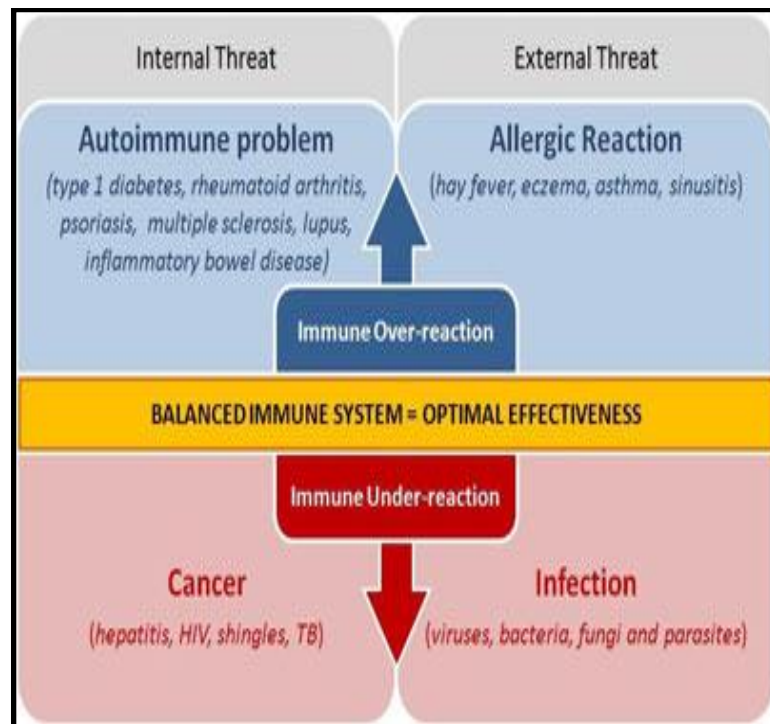 Internal Threat
External Threat
Autoimmune problem
(type 1 diabetes, rheumatoid arthritis,
psoriasis, multiple sclerosis, lupus,
inflammatory bowel disease)
Allergic Reaction
(hay fever, eczema, asthma, sinusitis)
Immune Over-reaction
BALANCED IMMUNE SYSTEM = OPTIMAL EFFECTIVENESS
Immune Under-reaction
Cancer
(hepatitis, HIV, shingles, TB)
Infection
(viruses, bacteria, fungi and parasites)